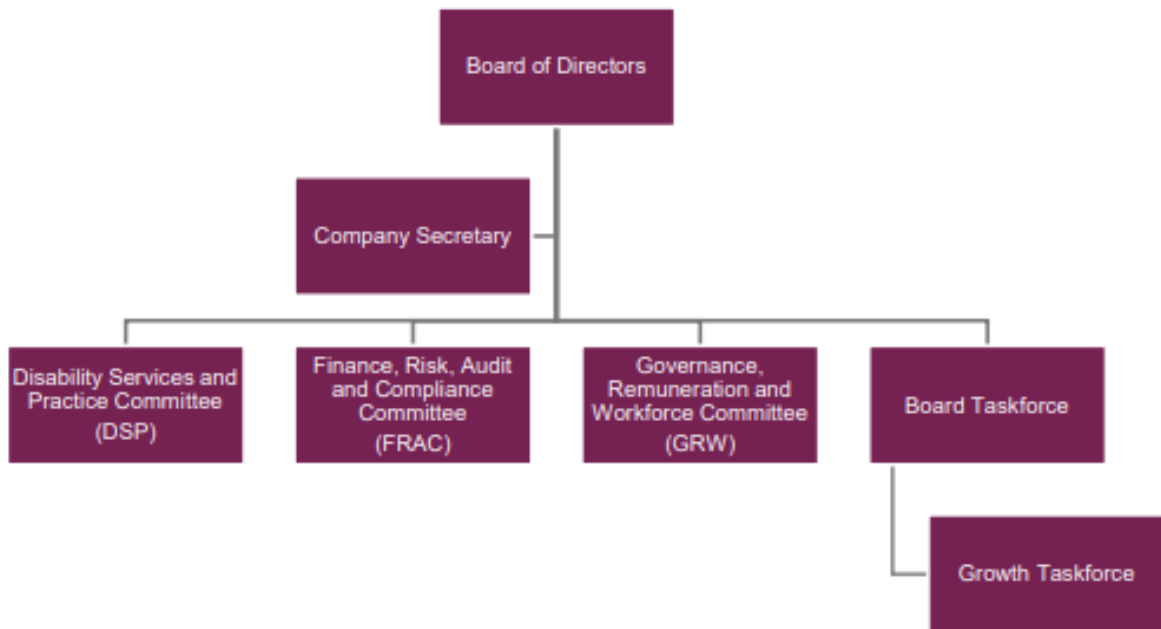 Board of Directors
Company Secretary
Disability Services and
Practice Committee
(DSP)
Finance, Risk, Audit
and Compliance
Committee
(FRAC)
Governance,
Remuneration and
Workforce Committee
(GRW)
Board Taskforce
Growth Taskforce